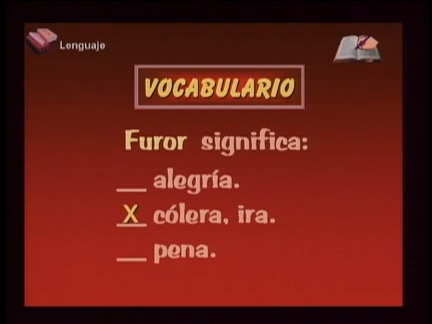 Lenguaje
VOCABULARIO
Furor significa:
__ alegría.
X cólera, ira.
__ pena.